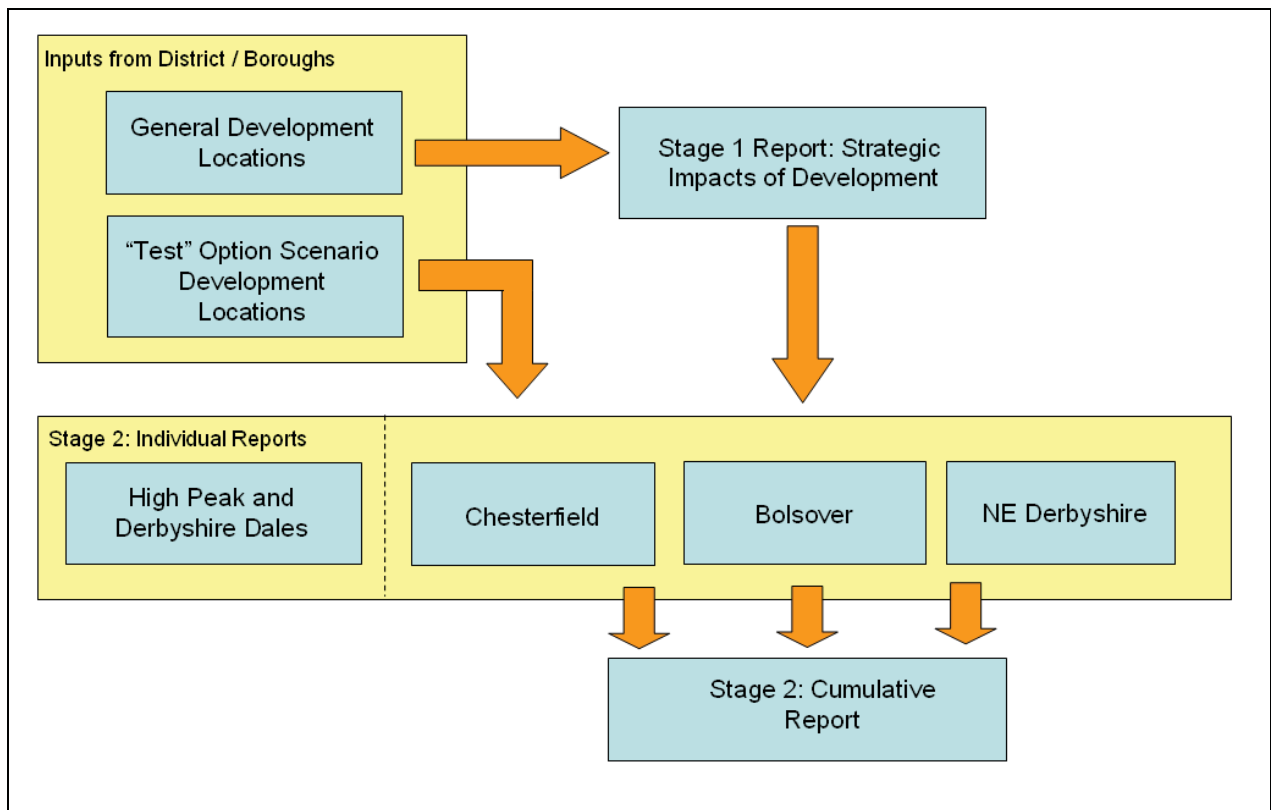 Inputs from District / Boroughs
General Development
Locations
“Test” Option Scenario
Development
Locations
Stage 1 Report: Strategic
Impacts of Development
Stage 2: Individual Reports
High Peak and
Derbyshire Dales
Chesterfield
Bolsover
NE Derbyshire
Stage 2: Cumulative
Report